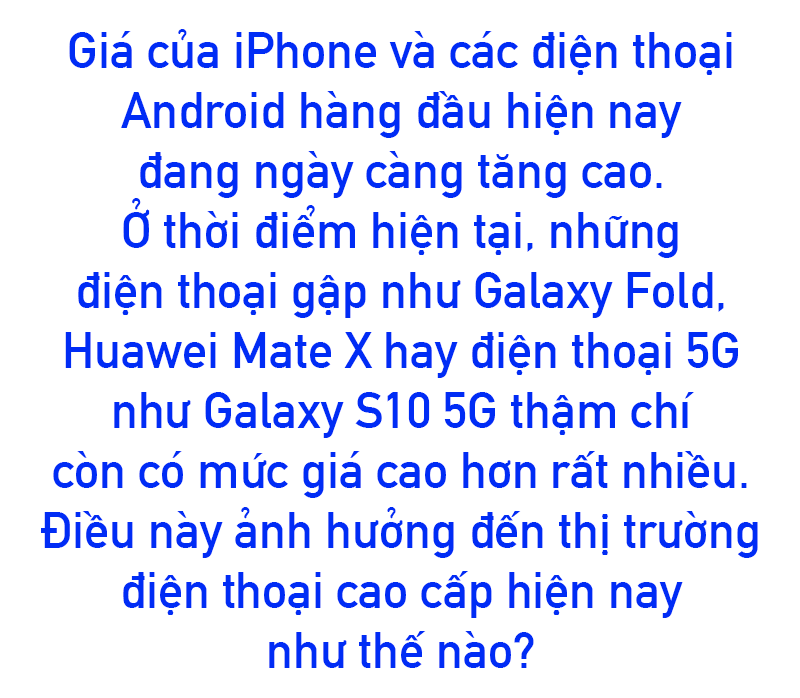 Giá của iPhone và các điện thoại
Android hàng đầu hiện nay
đang ngày càng tăng cao.
Ở thời điểm hiện tại, những
điện thoại gập như Galaxy Fold,
Huawei Mate X hay điện thoại 5G
như Galaxy S10 5G thậm chí
còn có mức giá cao hơn rất nhiều.
Điều này ảnh hưởng đến thị trường
điện thoại cao cấp hiện nay
như thế nào?